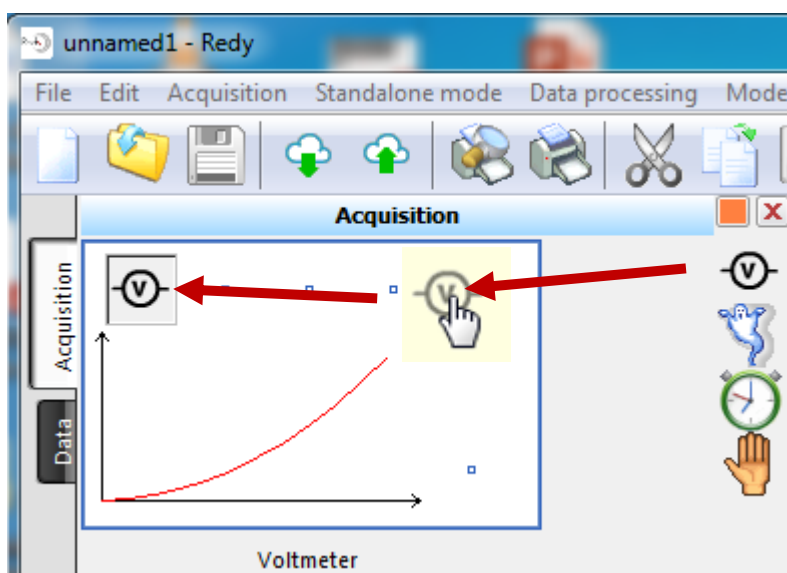 unnamed1 - Redy
File Edit Acquisition Standalone mode Data processing Mode
Acquisition
Acquisition
Data
V
V
V
Voltmeter